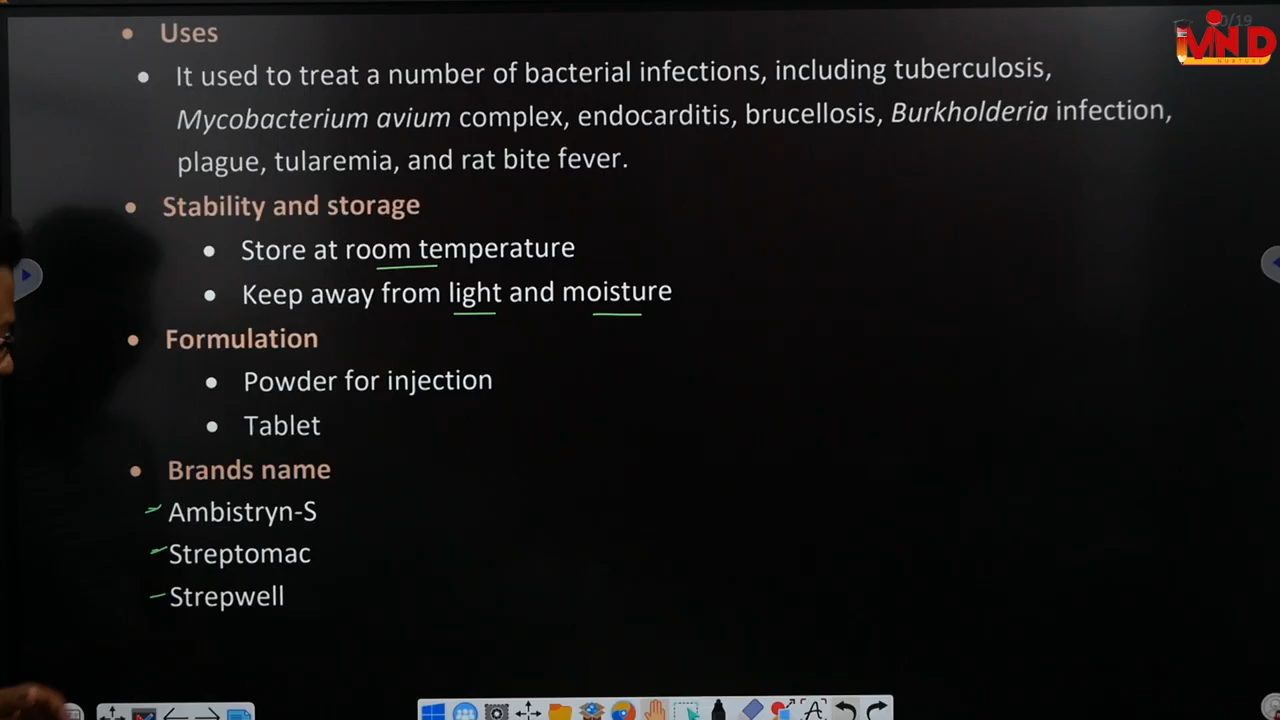 Uses
It used to treat a number of bacterial infections, including tuberculosis,
Mycobacterium avium complex, endocarditis, brucellosis, Burkholderia infection,
plague, tularemia, and rat bite fever.
Stability and storage
Store at room temperature
Keep away from light and moisture
Formulation
Powder for injection
Tablet
Brands name
Ambistryn-S
Streptomac
Strepwell
MIND
NURTURE